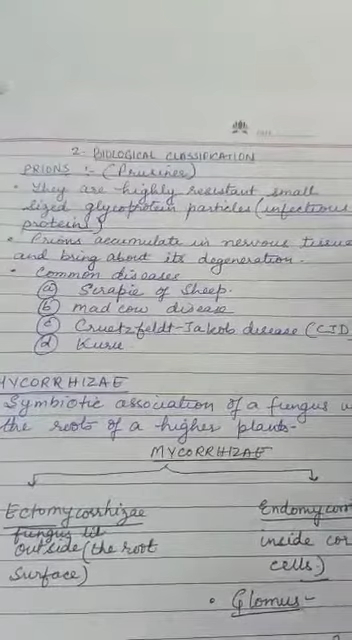 2. BIOLOGICAL CLASSIFICATION
PRIONS :- (Prusiner)
• They are highly resistant small
sized glycoprotein particles (infectious
proteins)
• Prions accumulate in nervous tissue
and bring about its degeneration.
• Common diseases
(a) Scrapie of Sheep.
(b) mad cow disease
(c) Cruetzfeldt-Jakob disease (CJD
(d) Kuru
MYCORRHIZAE
Symbiotic association of a fungus
the roots of a higher plants-
MYCORRHIZAE
Ectomycorrhizae Endomycorr
fungus
outside (the root inside cor
surface) cells.)
• Glomus-